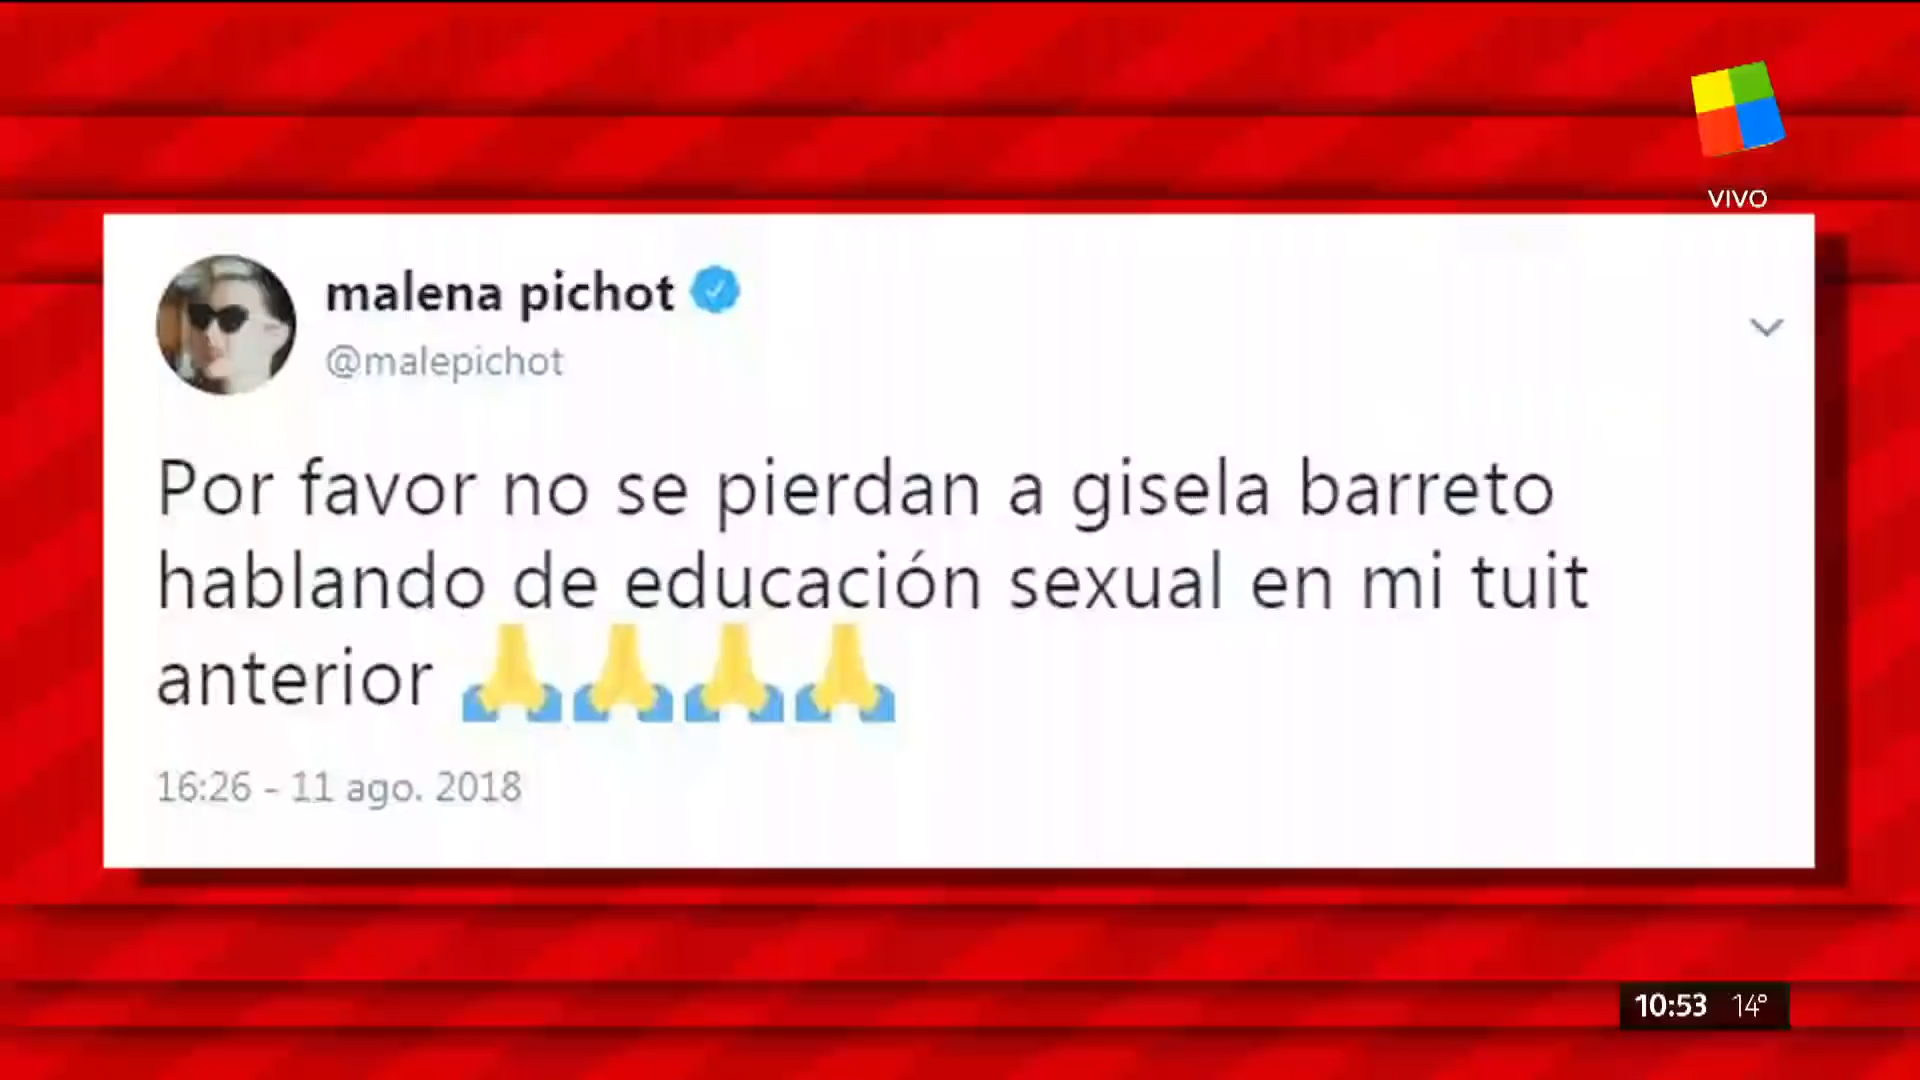 VIVO
malena pichot
@malepichot
Por favor no se pierdan a gisela barreto
hablando de educación sexual en mi tuit
anterior 🙏🙏🙏🙏
16:26 - 11 ago. 2018
10:53 14°